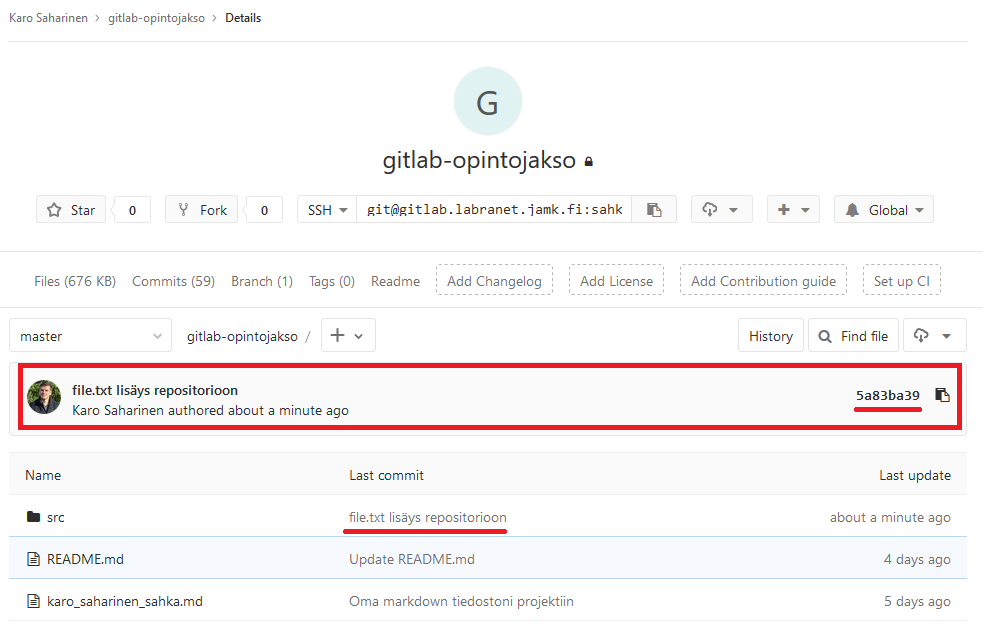 Karo Saharinen > gitlab-opintojakso > Details
G
gitlab-opintojakso
Star 0 Fork 0 SSH git@gitlab.labranet.jamk.fi:sahk Global
Files (676 KB) Commits (59) Branch (1) Tags (0) Readme Add Changelog Add License Add Contribution guide Set up CI
master gitlab-opintojakso / + History Find file
file.txt lisäys repositorioon 5a83ba39
Karo Saharinen authored about a minute ago
Name Last commit Last update
src file.txt lisäys repositorioon about a minute ago
README.md Update README.md 4 days ago
karo_saharinen_sahka.md Oma markdown tiedostoni projektiin 5 days ago